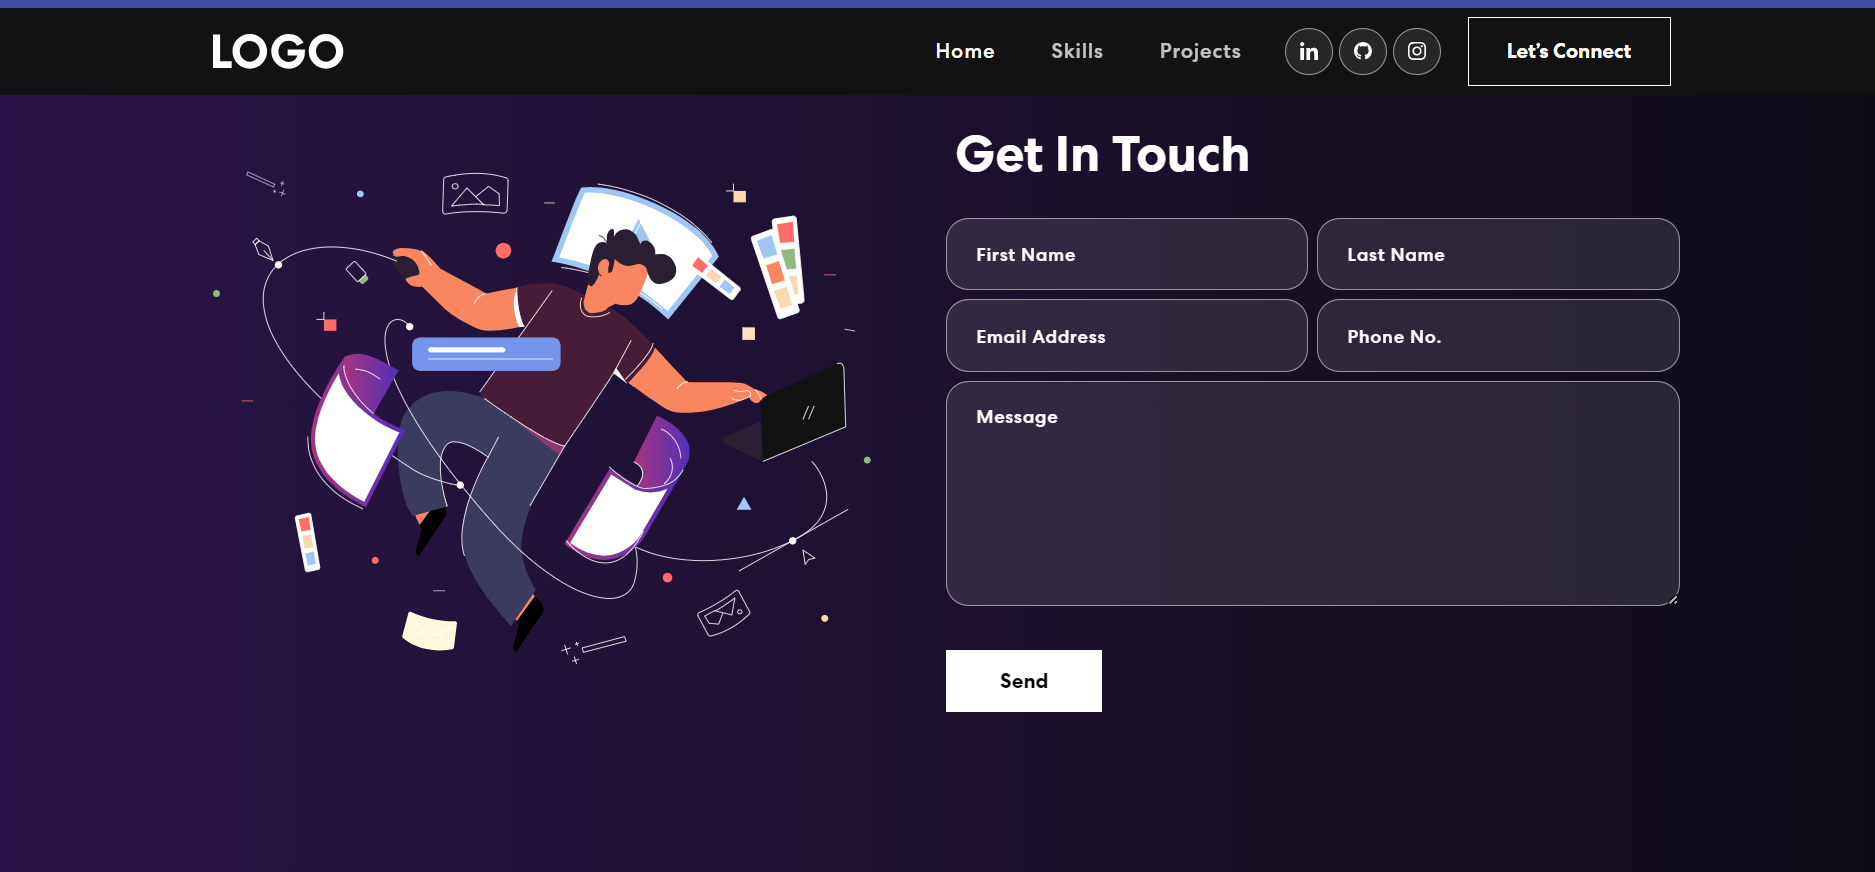 LOGO
Home Skills Projects Let's Connect
Get In Touch
First Name Last Name
Email Address Phone No.
Message
Send